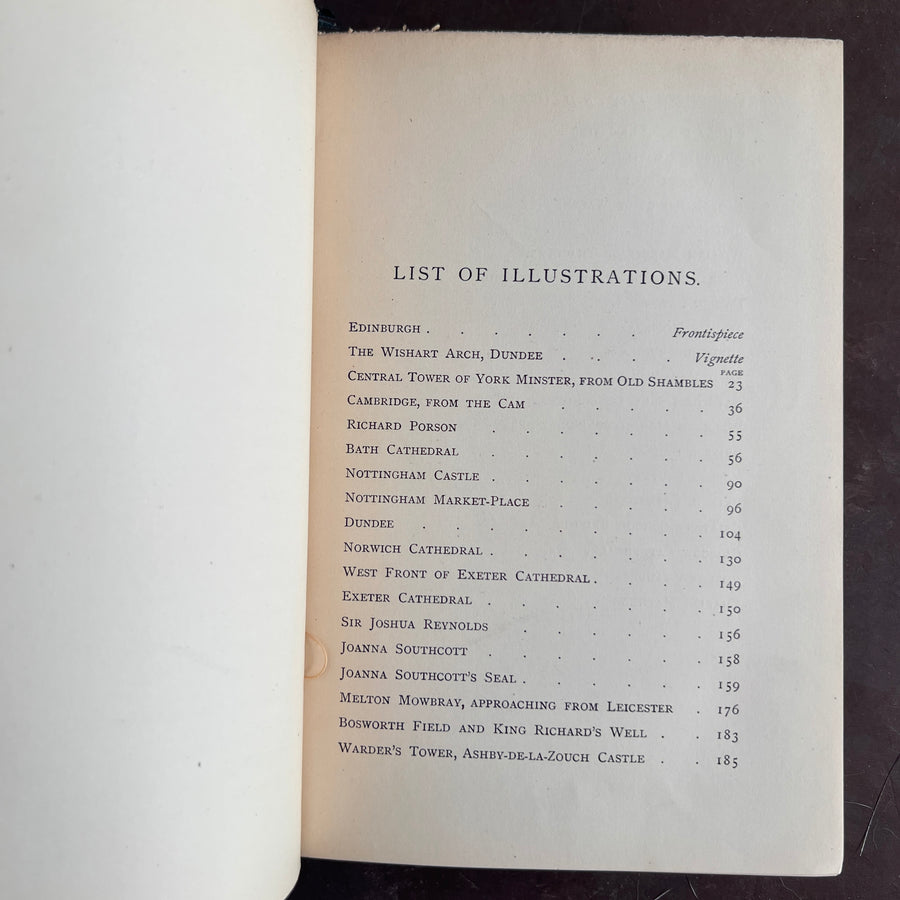 LIST OF ILLUSTRATIONS.
EDINBURGH . . . . . . . Frontispiece
THE WISHART ARCH, DUNDEE . . . . Vignette
PAGE
CENTRAL TOWER OF YORK MINSTER, FROM OLD SHAMBLES 23
CAMBRIDGE, FROM THE CAM . . . . . 36
RICHARD PORSON . . . . . . . 55
BATH CATHEDRAL . . . . . . . 56
NOTTINGHAM CASTLE . . . . . . . 90
NOTTINGHAM MARKET-PLACE . . . . . 96
DUNDEE . . . . . . . . . 104
NORWICH CATHEDRAL . . . . . . . 130
WEST FRONT OF EXETER CATHEDRAL . . . . 149
EXETER CATHEDRAL . . . . . . . 150
SIR JOSHUA REYNOLDS . . . . . . 156
JOANNA SOUTHCOTT . . . . . . . 158
JOANNA SOUTHCOTT'S SEAL . . . . . . 159
MELTON MOWBRAY, APPROACHING FROM LEICESTER . 176
BOSWORTH FIELD AND KING RICHARD'S WELL . . 183
WARDER'S TOWER, ASHBY-DE-LA-ZOUCH CASTLE . . 185